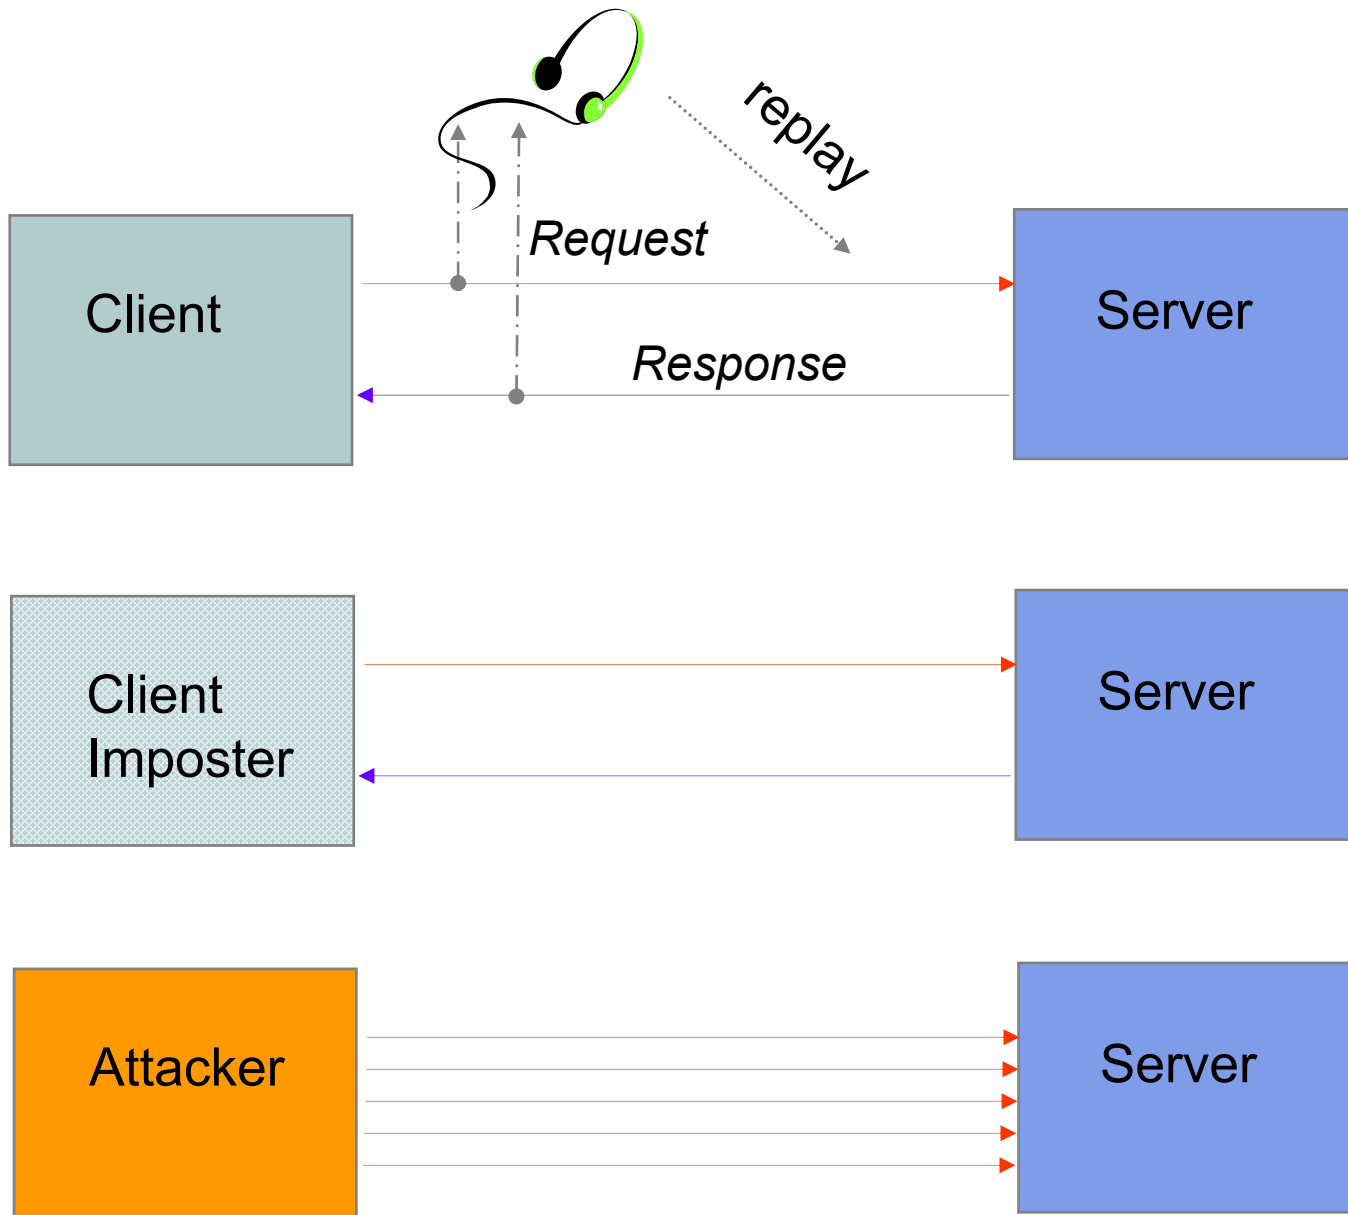 replay
Request
Client
Server
Response
Client
Imposter
Server
Attacker
Server